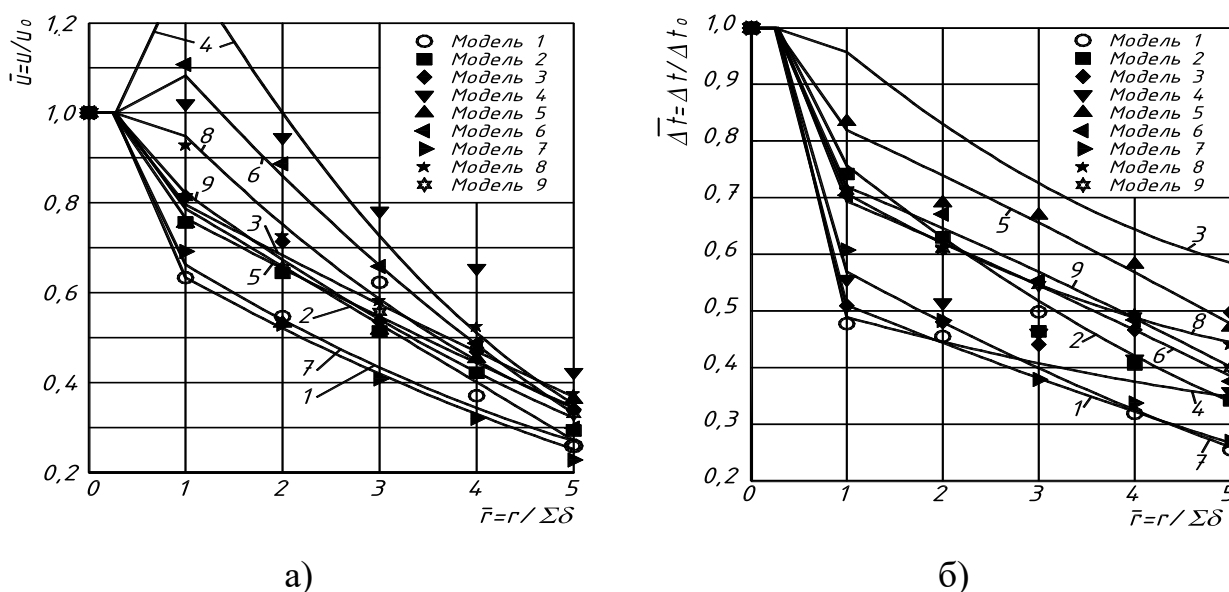 ū=u/u₀
1,2
1,0
0,8
0,6
0,4
0,2
0
1
2
3
4
5
r̄=r / Σδ
4
8
6
9
3
5
2
7
1
Модель 1
Модель 2
Модель 3
Модель 4
Модель 5
Модель 6
Модель 7
Модель 8
Модель 9
а)
Δt̄=Δt/Δt₀
1,0
0,9
0,8
0,7
0,6
0,5
0,4
0,3
0,2
0
1
2
3
4
5
r̄=r / Σδ
5
3
9
8
2
6
1
4
7
Модель 1
Модель 2
Модель 3
Модель 4
Модель 5
Модель 6
Модель 7
Модель 8
Модель 9
б)